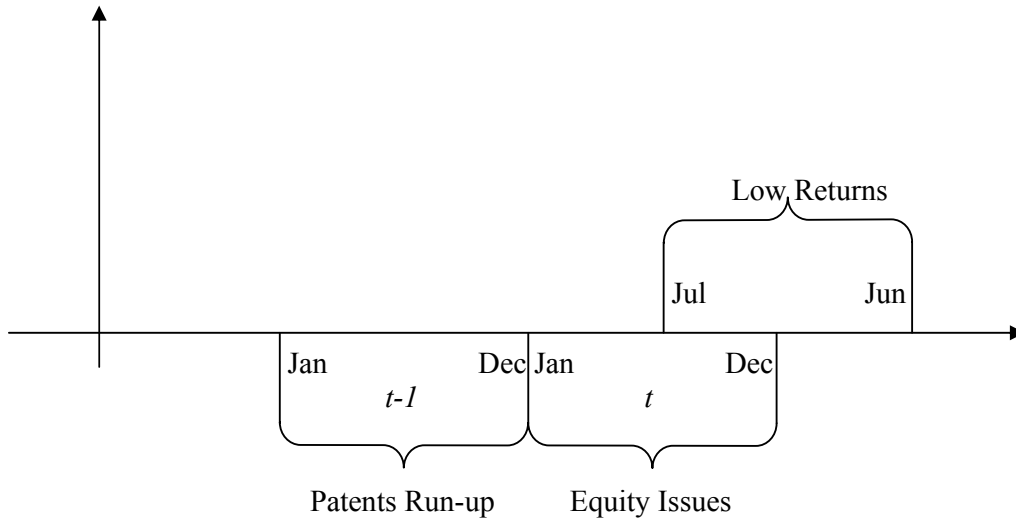 Low Returns
Jul Jun
Jan Dec Jan Dec
t-1 t
Patents Run-up Equity Issues